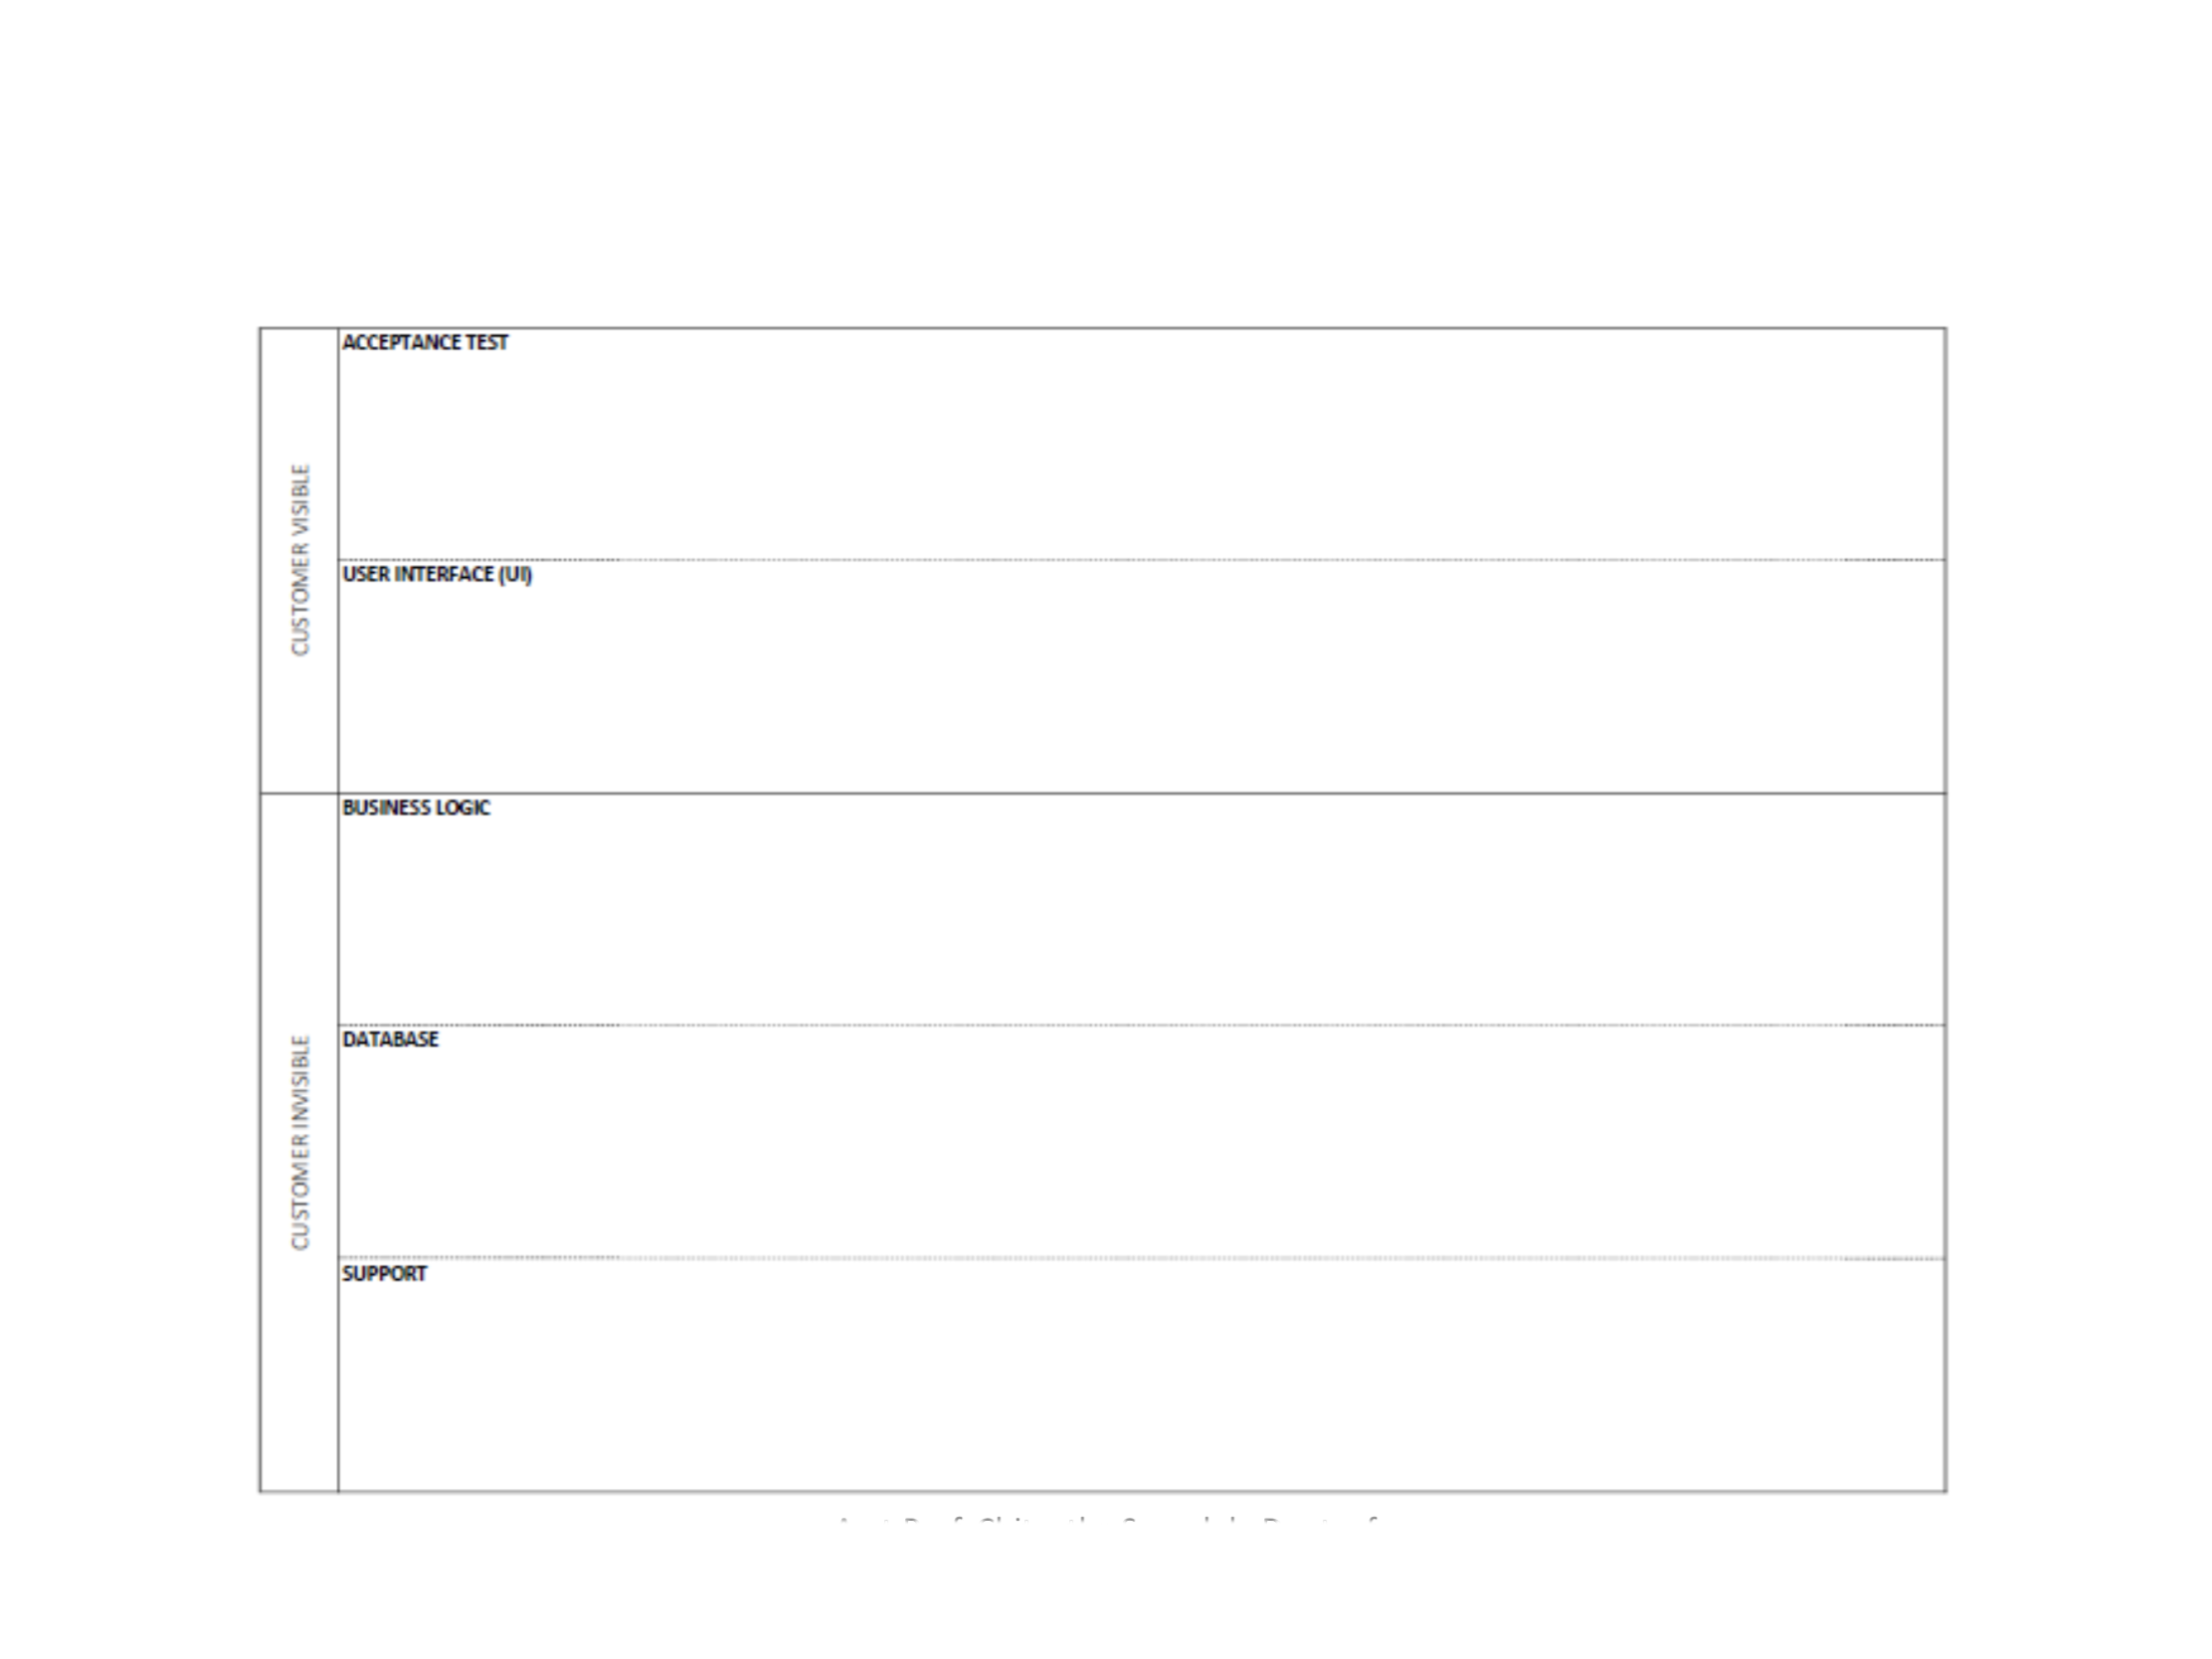 CUSTOMER VISIBLE
ACCEPTANCE TEST
USER INTERFACE (UI)
CUSTOMER INVISIBLE
BUSINESS LOGIC
DATABASE
SUPPORT